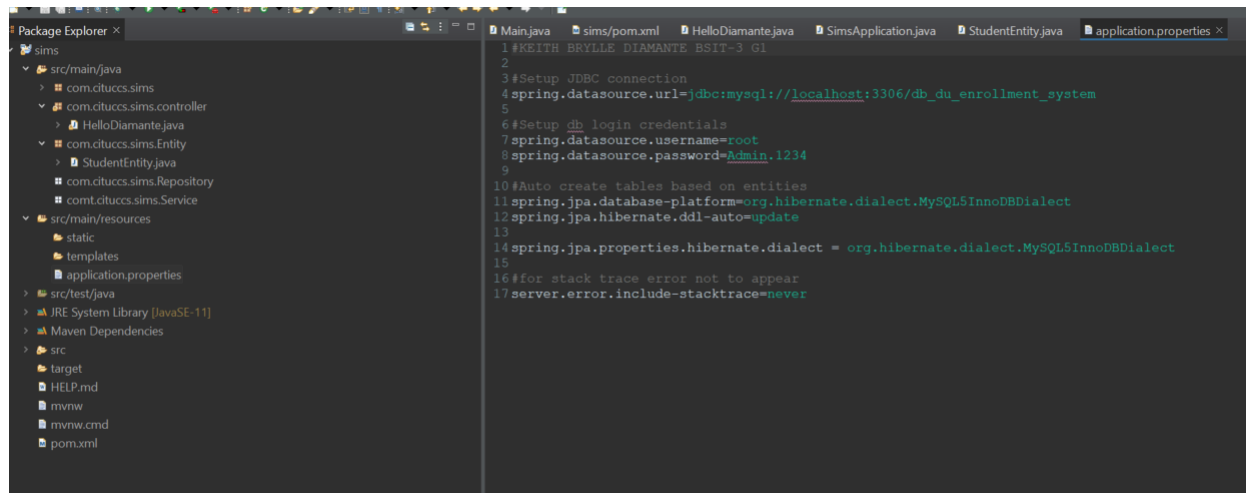 Package Explorer ×
sims
src/main/java
com.cituccs.sims
com.cituccs.sims.controller
HelloDiamante.java
com.cituccs.sims.Entity
StudentEntity.java
com.cituccs.sims.Repository
comt.cituccs.sims.Service
src/main/resources
static
templates
application.properties
src/test/java
JRE System Library [JavaSE-11]
Maven Dependencies
src
target
HELP.md
mvnw
mvnw.cmd
pom.xml
Main.java sims/pom.xml HelloDiamante.java SimsApplication.java StudentEntity.java application.properties ×
1 #KEITH BRYLLE DIAMANTE BSIT-3 G1
2
3 #Setup JDBC connection
4 spring.datasource.url=jdbc:mysql://localhost:3306/db_du_enrollment_system
5
6 #Setup db login credentials
7 spring.datasource.username=root
8 spring.datasource.password=Admin.1234
9
10 #Auto create tables based on entities
11 spring.jpa.database-platform=org.hibernate.dialect.MySQL5InnoDBDialect
12 spring.jpa.hibernate.ddl-auto=update
13
14 spring.jpa.properties.hibernate.dialect = org.hibernate.dialect.MySQL5InnoDBDialect
15
16 #for stack trace error not to appear
17 server.error.include-stacktrace=never